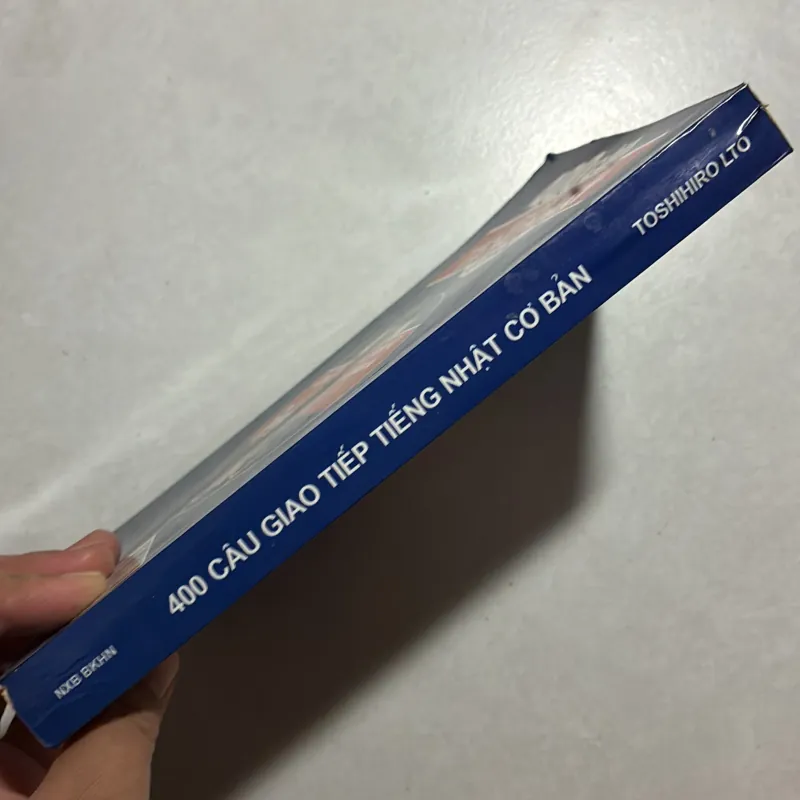 NXB BKHN
400 CÂU GIAO TIẾP TIẾNG NHẬT CƠ BẢN
TOSHIHIRO LTO